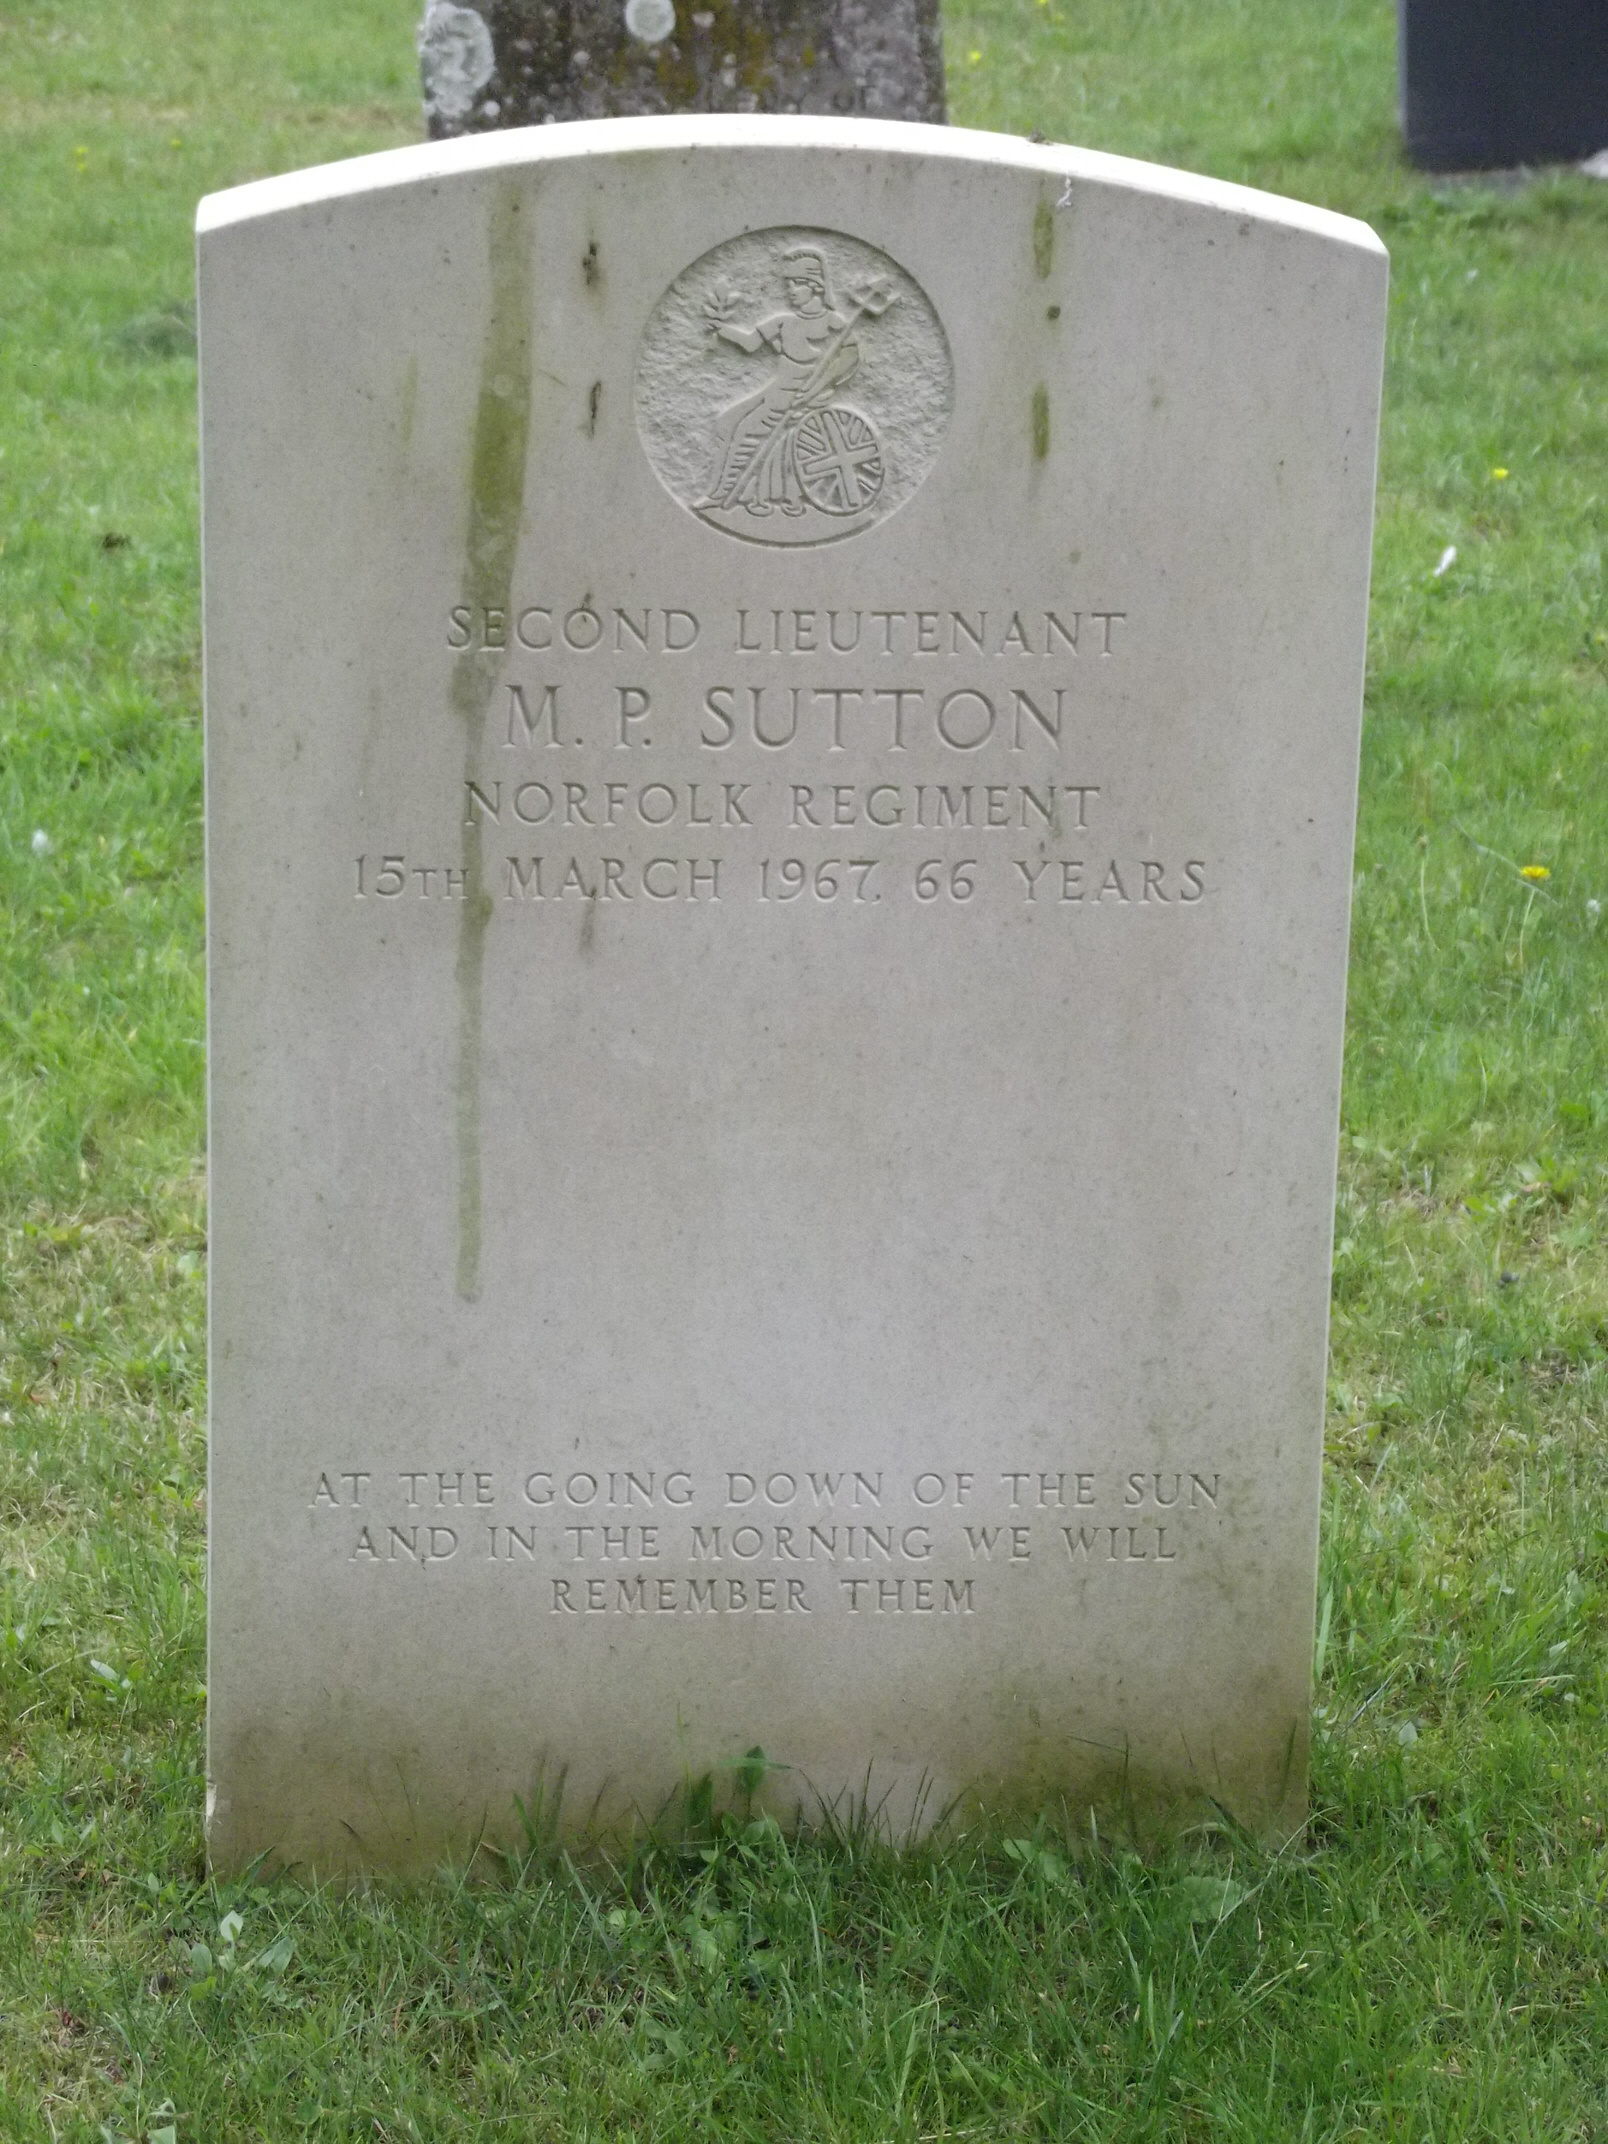 SECOND LIEUTENANT
M. P. SUTTON
NORFOLK REGIMENT
15TH MARCH 1967. 66 YEARS
AT THE GOING DOWN OF THE SUN
AND IN THE MORNING WE WILL
REMEMBER THEM